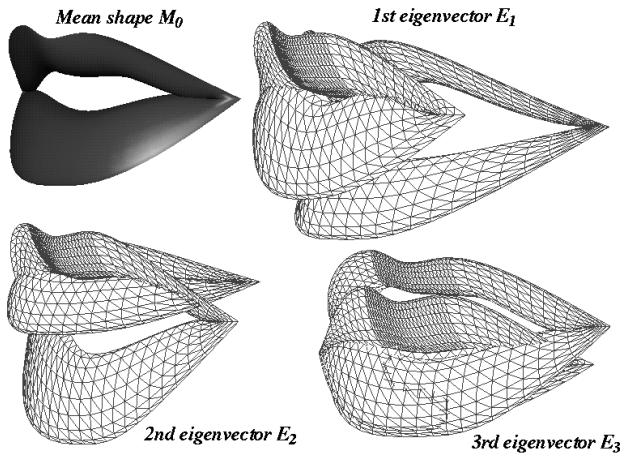 Mean shape M0
1st eigenvector E1
2nd eigenvector E2
3rd eigenvector E3